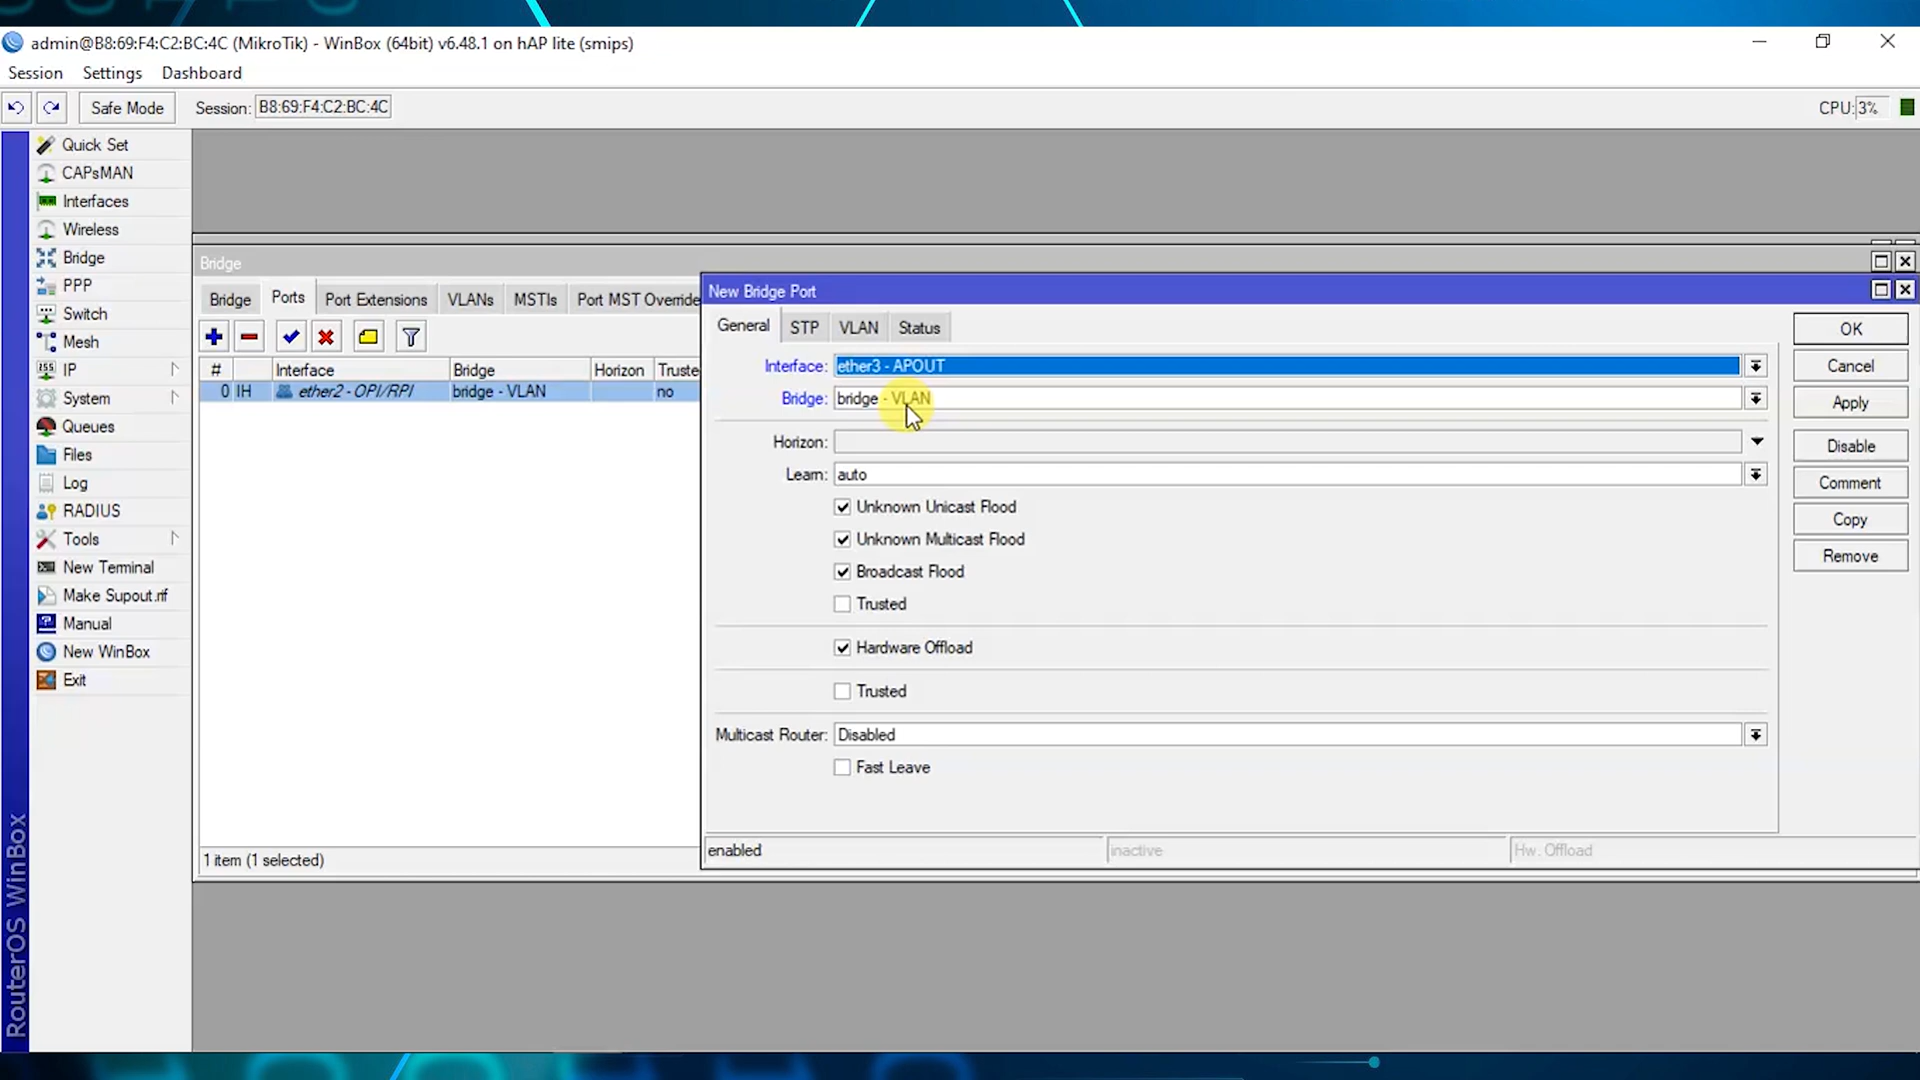 admin@B8:69:F4:C2:BC:4C (MikroTik) - WinBox (64bit) v6.48.1 on hAP lite (smips)
Session Settings Dashboard
Safe Mode Session: B8:69:F4:C2:BC:4C CPU: 3%
Quick Set
CAPsMAN
Interfaces
Wireless
Bridge
PPP
Switch
Mesh
IP
System
Queues
Files
Log
RADIUS
Tools
New Terminal
Make Supout.rif
Manual
New WinBox
Exit
RouterOS WinBox
Bridge
Bridge Ports Port Extensions VLANs MSTIs Port MST Override
# Interface Bridge Horizon Truste
0 IH ether2 - OPI/RPI bridge - VLAN no
1 item (1 selected)
New Bridge Port
General STP VLAN Status
Interface: ether3 - APOUT
Bridge: bridge - VLAN
Horizon:
Learn: auto
Unknown Unicast Flood
Unknown Multicast Flood
Broadcast Flood
Trusted
Hardware Offload
Trusted
Multicast Router: Disabled
Fast Leave
enabled inactive Hw. Offload
OK
Cancel
Apply
Disable
Comment
Copy
Remove